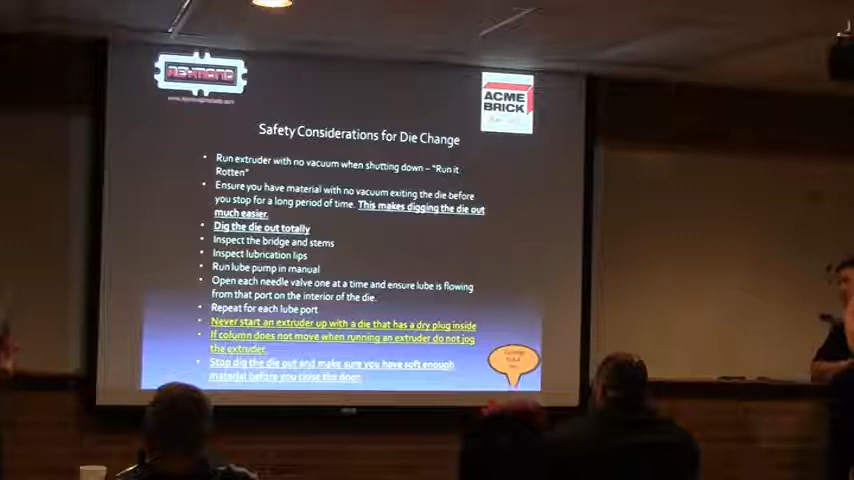 ACME
BRICK
Safety Considerations for Die Change
• Run extruder with no vacuum when shutting down – "Run it
Rotten"
• Ensure you have material with no vacuum exiting the die before
you stop for a long period of time. This makes digging the die out
much easier.
• Dig the die out totally
• Inspect the bridge and stems
• Inspect lubrication lips
• Run lube pump in manual
• Open each needle valve one at a time and ensure lube is flowing
from that port on the interior of the die.
• Repeat for each lube port
• Never start an extruder up with a die that has a dry plug inside
• If column does not move when running an extruder do not jog
the extruder.
• Stop dig the die out and make sure you have soft enough
material before you close the door.